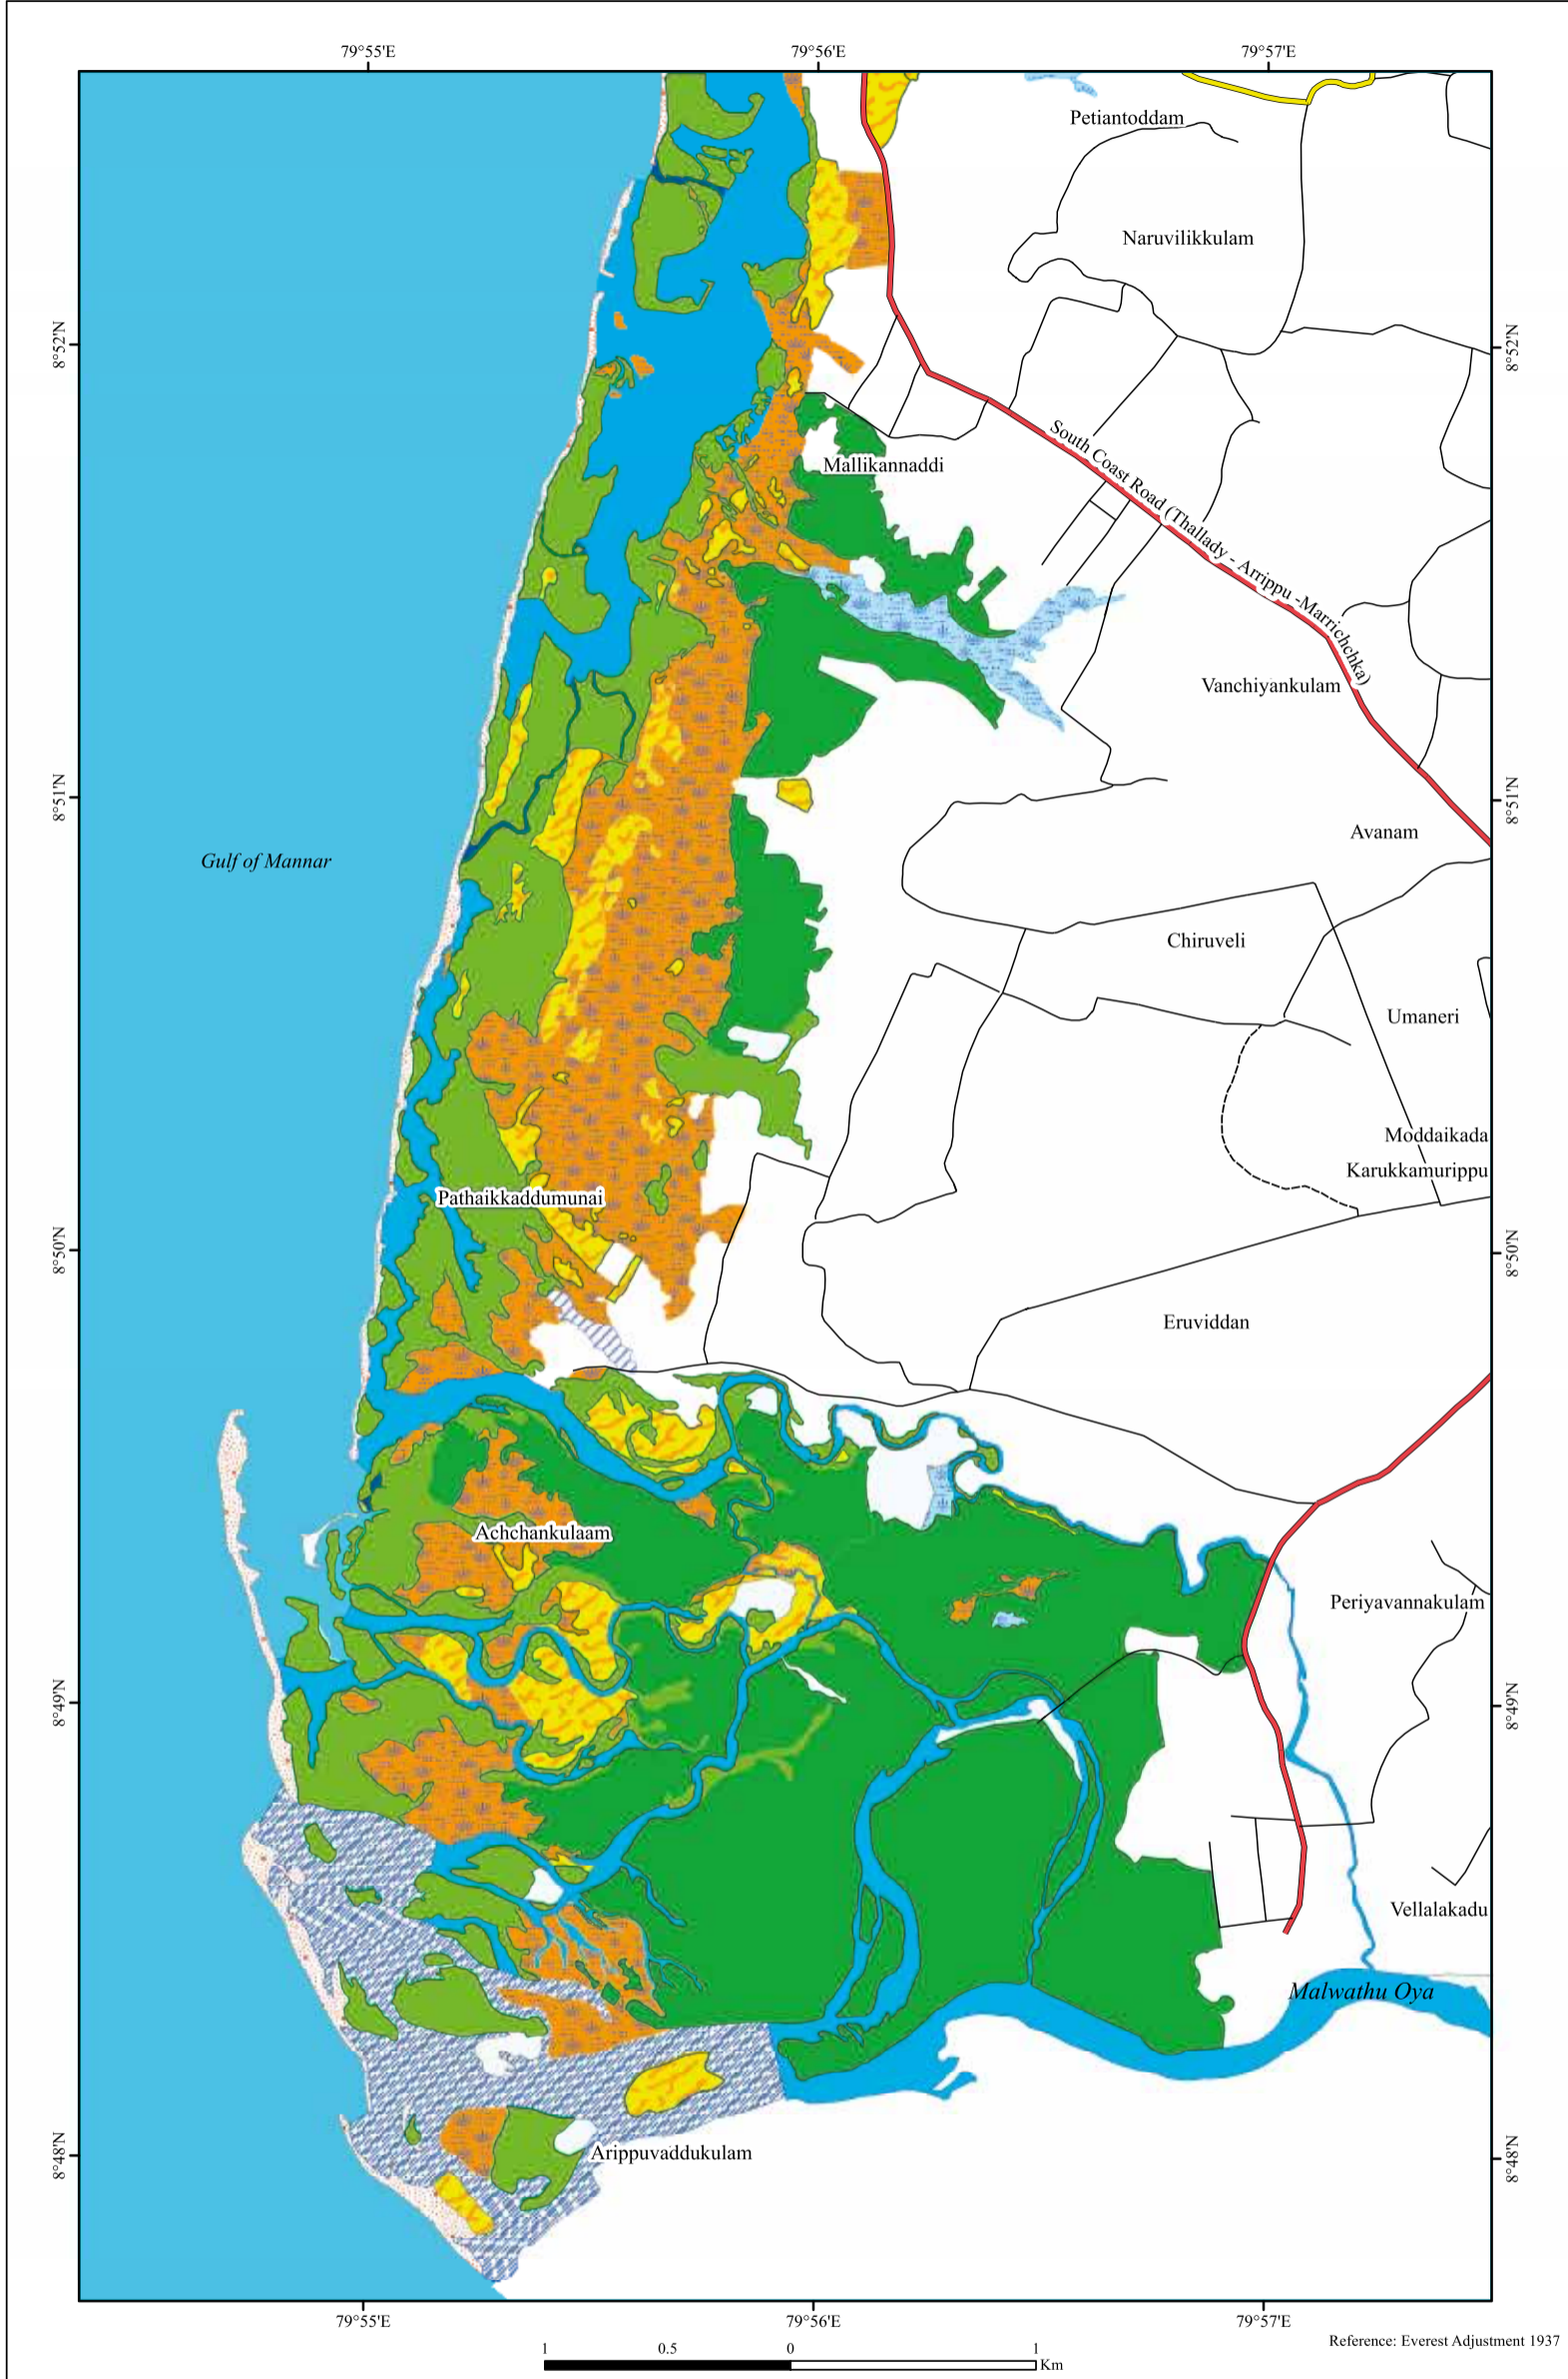 79°55'E 79°56'E 79°57'E
Petiantoddam
Naruvilikkulam
8°52'N 8°52'N
Mallikannaddi
South Coast Road (Thallady - Arrippu -Marrichchka)
Vanchiyankulam
8°51'N 8°51'N
Avanam
Gulf of Mannar
Chiruveli
Umaneri
Moddaikada
Karukkamurippu
Pathaikkaddumunai
8°50'N 8°50'N
Eruviddan
Achchankulaam
Periyavannakulam
8°49'N 8°49'N
Vellalakadu
Malwathu Oya
Arippuvaddukulam
8°48'N 8°48'N
79°55'E 79°56'E 79°57'E
Reference: Everest Adjustment 1937
1 0.5 0 1
Km